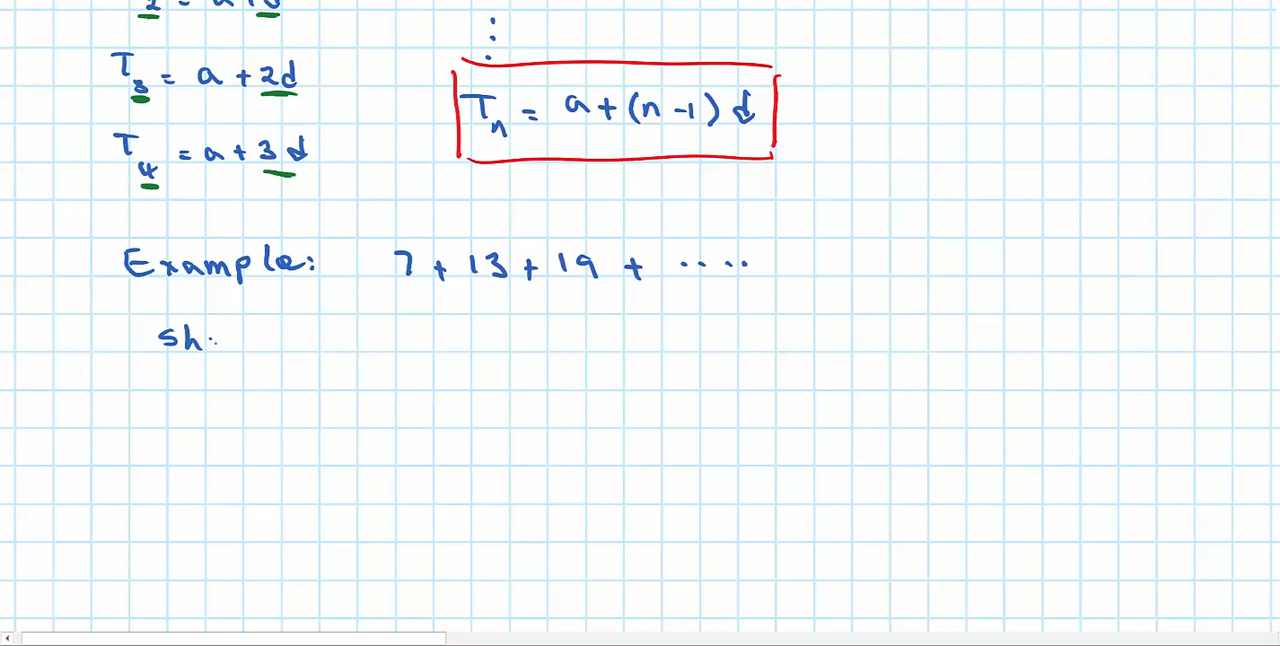 T₃ = a + 2d
T₄ = a + 3d
Tₙ = a + (n - 1) d
Example: 7 + 13 + 19 + ....
sh